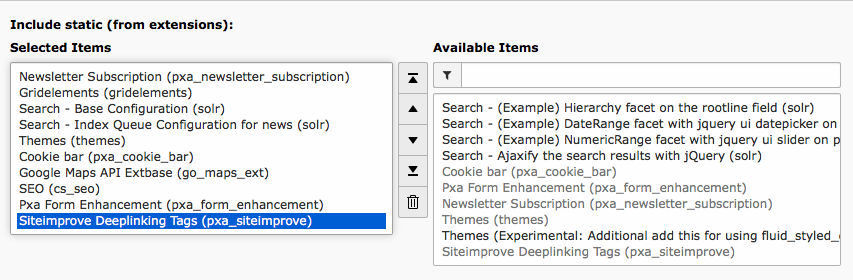 Include static (from extensions):
Selected Items
Newsletter Subscription (pxa_newsletter_subscription)
Gridelements (gridelements)
Search - Base Configuration (solr)
Search - Index Queue Configuration for news (solr)
Themes (themes)
Cookie bar (pxa_cookie_bar)
Google Maps API Extbase (go_maps_ext)
SEO (cs_seo)
Pxa Form Enhancement (pxa_form_enhancement)
Siteimprove Deeplinking Tags (pxa_siteimprove)
Available Items
Search - (Example) Hierarchy facet on the rootline field (solr)
Search - (Example) DateRange facet with jquery ui datepicker on
Search - (Example) NumericRange facet with jquery ui slider on p
Search - Ajaxify the search results with jQuery (solr)
Cookie bar (pxa_cookie_bar)
Pxa Form Enhancement (pxa_form_enhancement)
Newsletter Subscription (pxa_newsletter_subscription)
Themes (themes)
Themes (Experimental: Additional add this for using fluid_styled_
Siteimprove Deeplinking Tags (pxa_siteimprove)